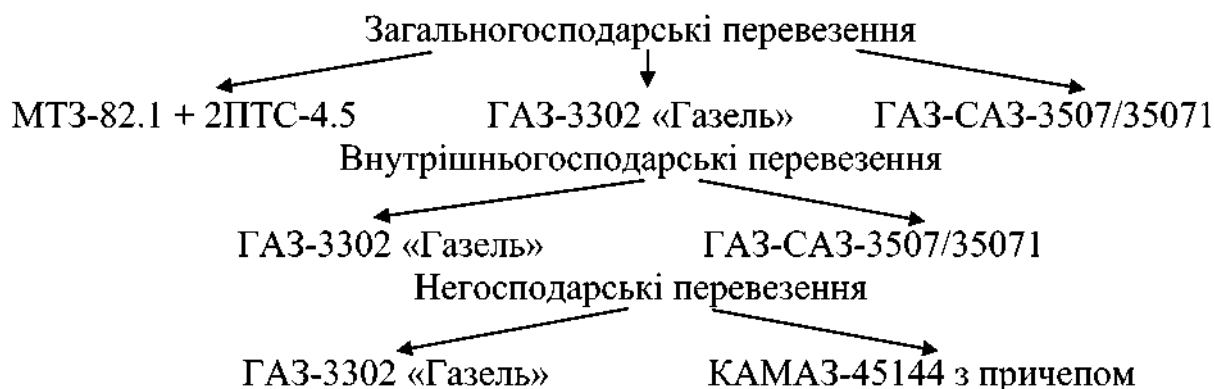 Загальногосподарські перевезення
МТЗ-82.1 + 2ПТС-4.5 ГАЗ-3302 «Газель» ГАЗ-САЗ-3507/35071
Внутрішньогосподарські перевезення
ГАЗ-3302 «Газель» ГАЗ-САЗ-3507/35071
Негосподарські перевезення
ГАЗ-3302 «Газель» КАМАЗ-45144 з причепом